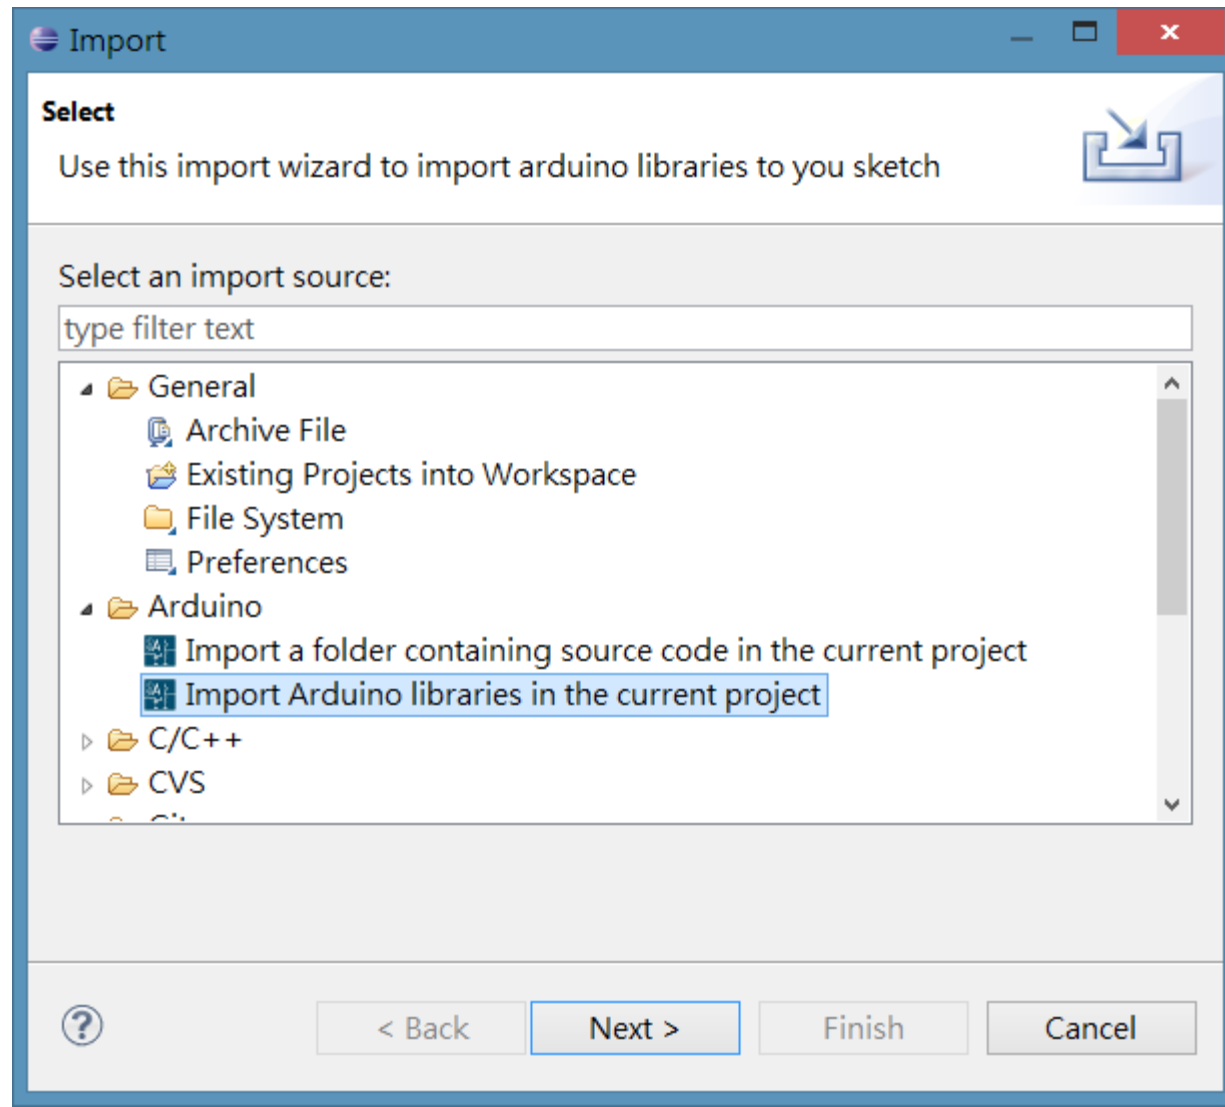 Import
Select
Use this import wizard to import arduino libraries to you sketch
Select an import source:
type filter text
General
Archive File
Existing Projects into Workspace
File System
Preferences
Arduino
Import a folder containing source code in the current project
Import Arduino libraries in the current project
C/C++
CVS
< Back
Next >
Finish
Cancel